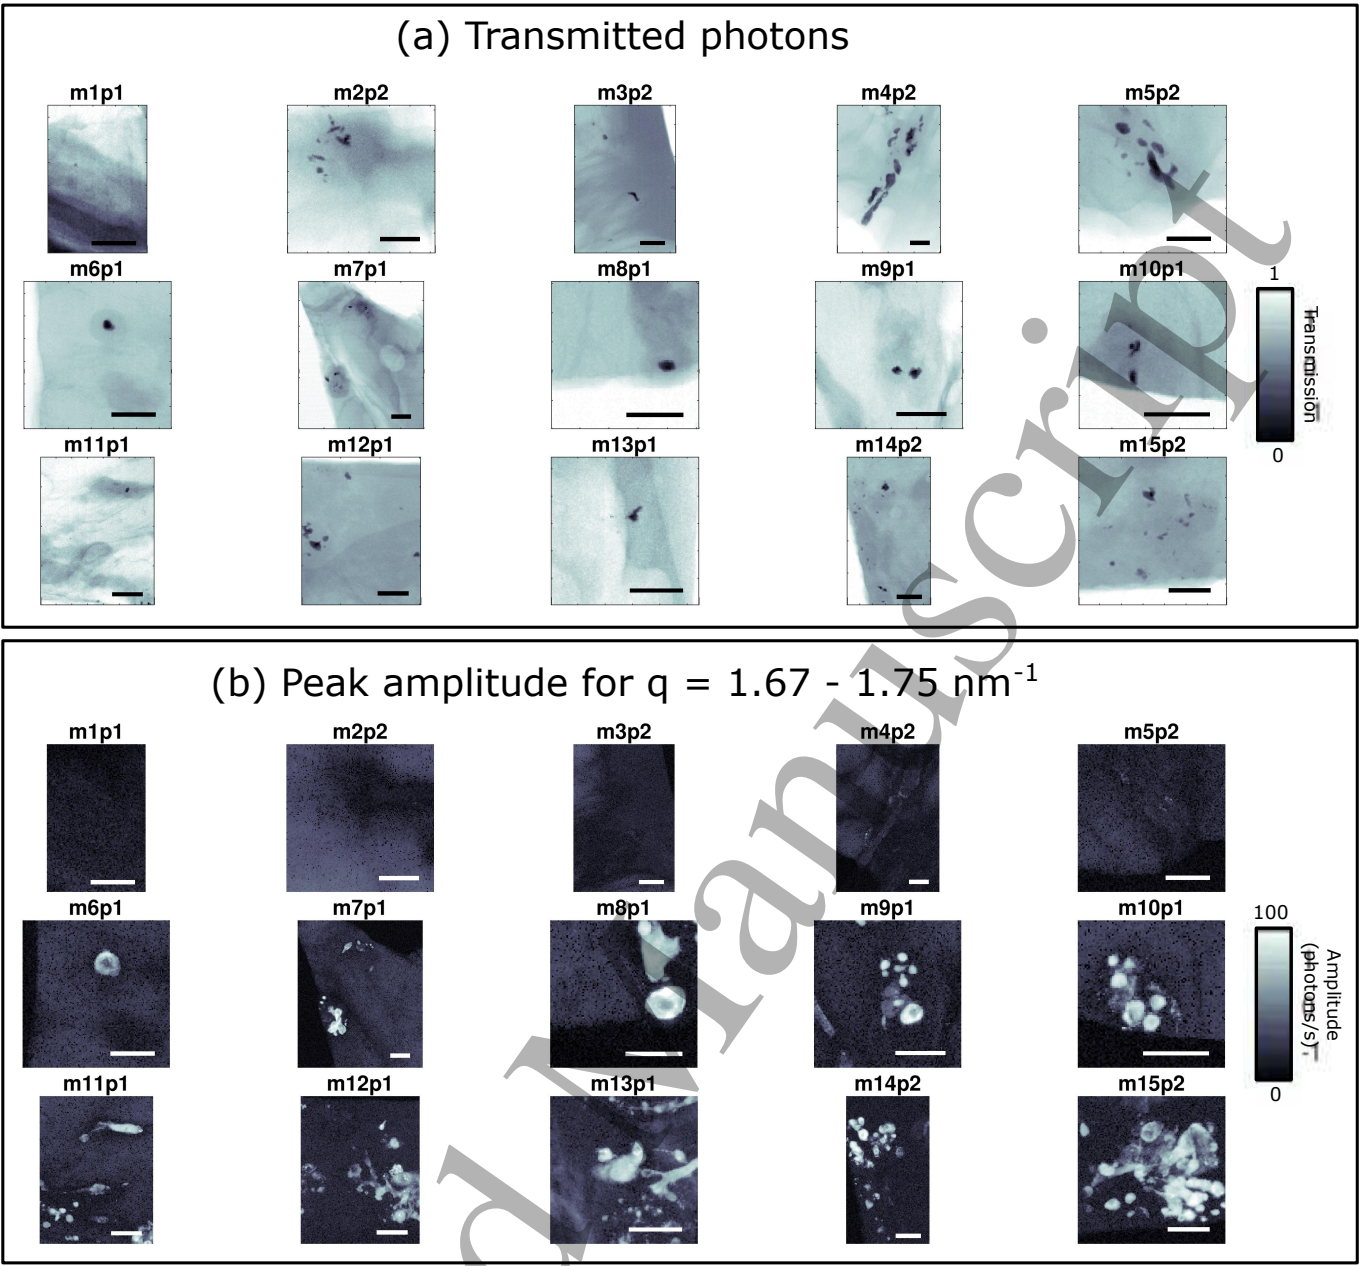 (a) Transmitted photons
m1p1 m2p2 m3p2 m4p2 m5p2
m6p1 m7p1 m8p1 m9p1 m10p1
1
Transmission
0
m11p1 m12p1 m13p1 m14p2 m15p2
(b) Peak amplitude for q = 1.67 - 1.75 nm⁻¹
m1p1 m2p2 m3p2 m4p2 m5p2
m6p1 m7p1 m8p1 m9p1 m10p1
100
Amplitude
(photons/s)
0
m11p1 m12p1 m13p1 m14p2 m15p2
d Manuscript